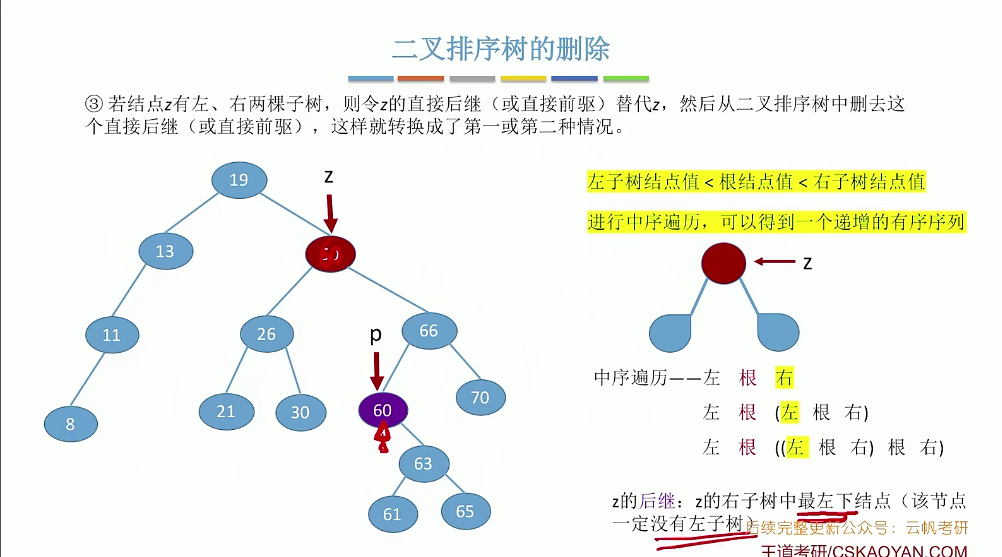 二叉排序树的删除
③ 若结点z有左、右两棵子树，则令z的直接后继（或直接前驱）替代z，然后从二叉排序树中删去这
个直接后继（或直接前驱），这样就转换成了第一或第二种情况。
左子树结点值 < 根结点值 < 右子树结点值
进行中序遍历，可以得到一个递增的有序序列
19
z
13
z
11
26
p
66
8
21
30
60
70
63
61
65
中序遍历——左 根 右
左 根 (左 根 右)
左 根 ((左 根 右) 根 右)
z的后继：z的右子树中最左下结点（该节点
一定没有左子树）
后续完整更新公众号：云帆考研
王道考研/CSKAOYAN.COM